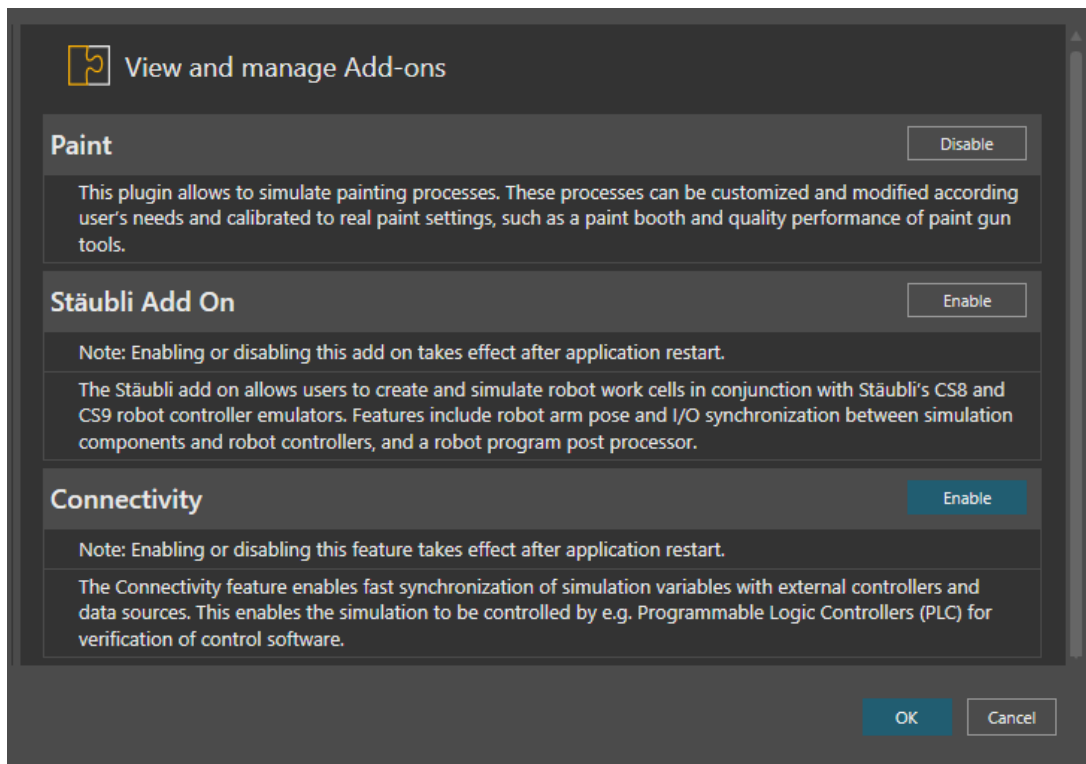 View and manage Add-ons
Paint
Disable
This plugin allows to simulate painting processes. These processes can be customized and modified according
user's needs and calibrated to real paint settings, such as a paint booth and quality performance of paint gun
tools.
Stäubli Add On
Enable
Note: Enabling or disabling this add on takes effect after application restart.
The Stäubli add on allows users to create and simulate robot work cells in conjunction with Stäubli's CS8 and
CS9 robot controller emulators. Features include robot arm pose and I/O synchronization between simulation
components and robot controllers, and a robot program post processor.
Connectivity
Enable
Note: Enabling or disabling this feature takes effect after application restart.
The Connectivity feature enables fast synchronization of simulation variables with external controllers and
data sources. This enables the simulation to be controlled by e.g. Programmable Logic Controllers (PLC) for
verification of control software.
OK
Cancel